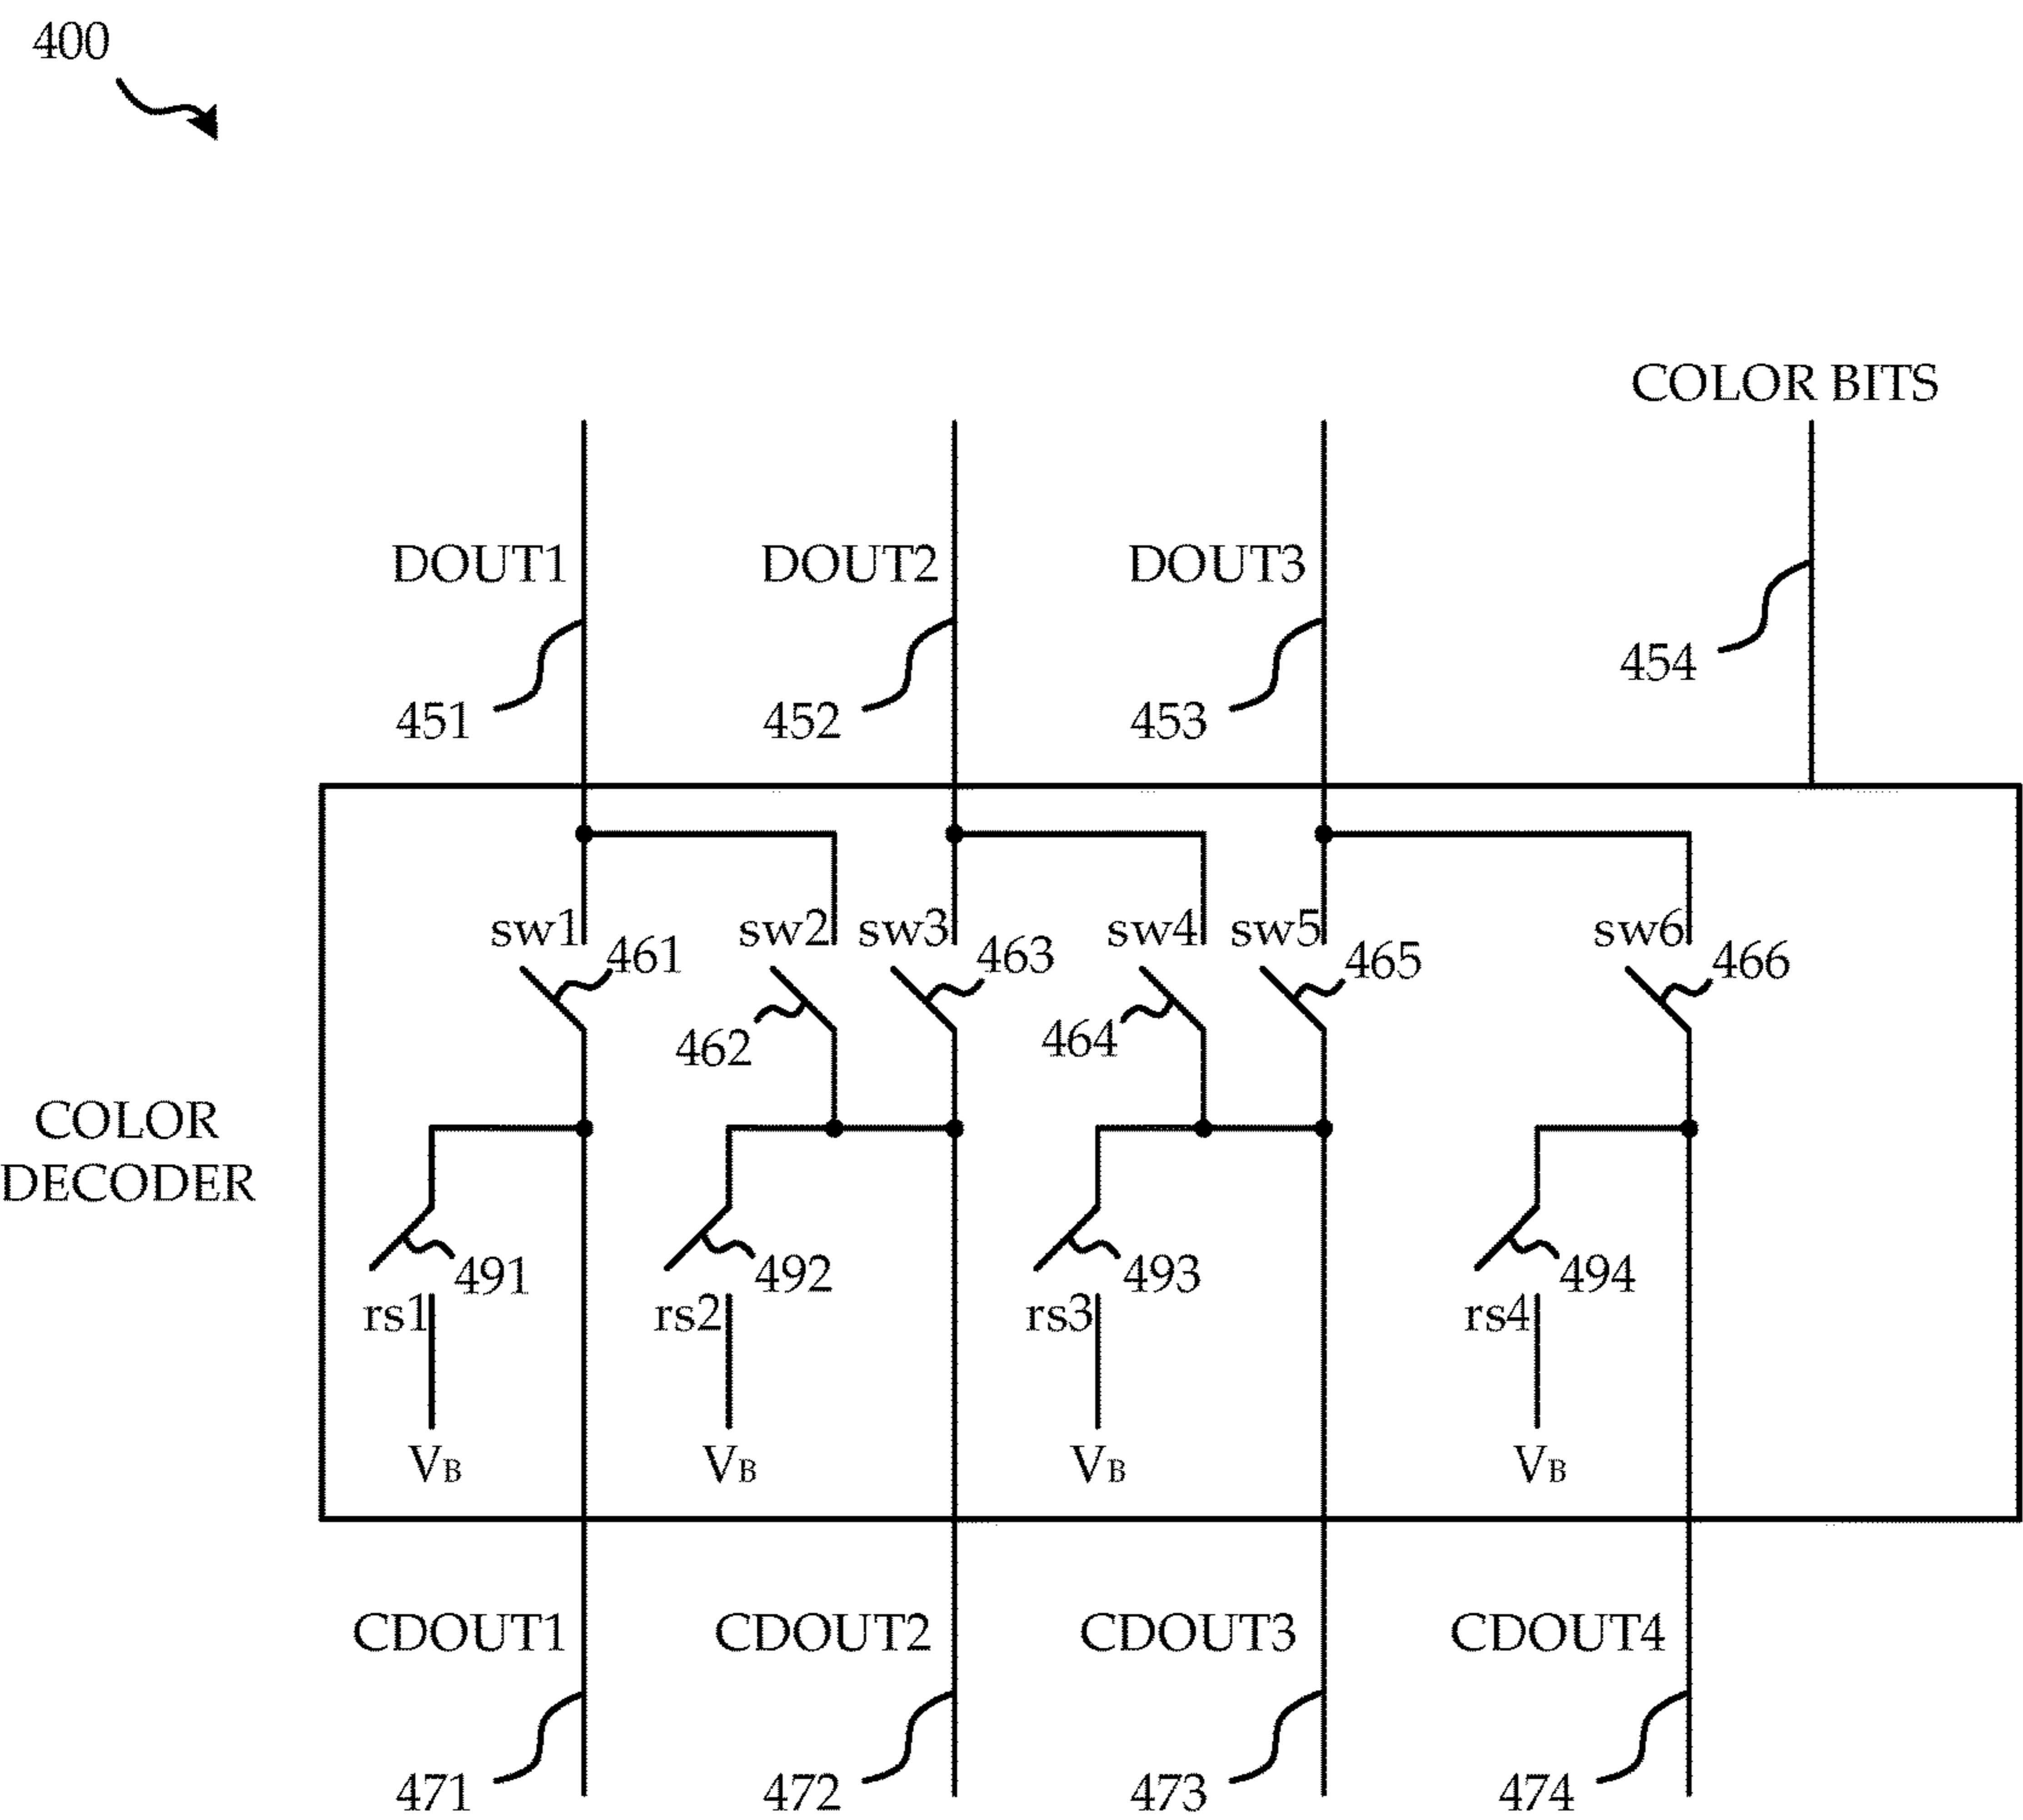 400
COLOR BITS
DOUT1 DOUT2 DOUT3
451 452 453 454
sw1 sw2 sw3 sw4 sw5 sw6
461 463 465 466
462 464
COLOR
DECODER
491 492 493 494
rs1 rs2 rs3 rs4
VB VB VB VB
CDOUT1 CDOUT2 CDOUT3 CDOUT4
471 472 473 474